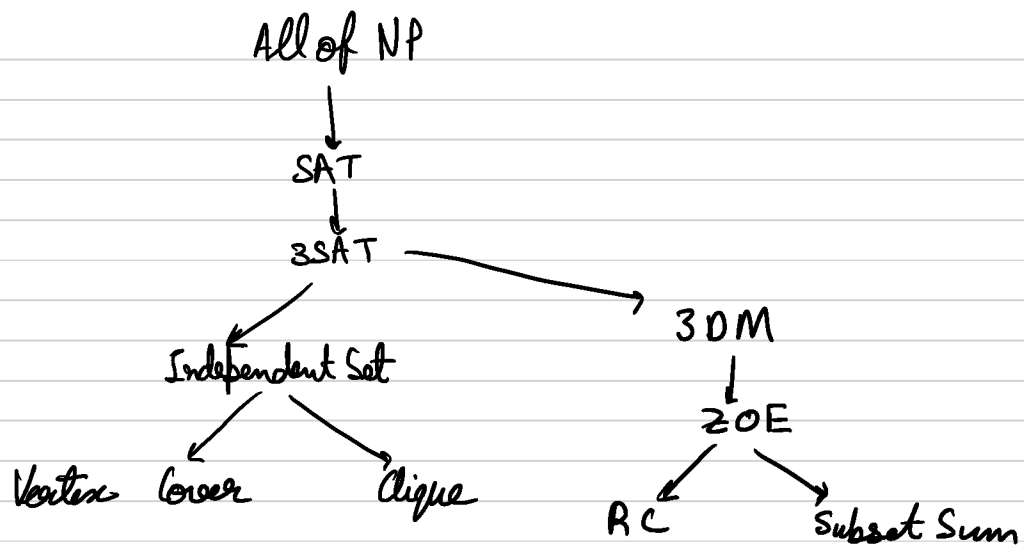 All of NP
SAT
3SAT
3DM
Independent Set
ZOE
Vertex Cover
Clique
RC
Subset Sum